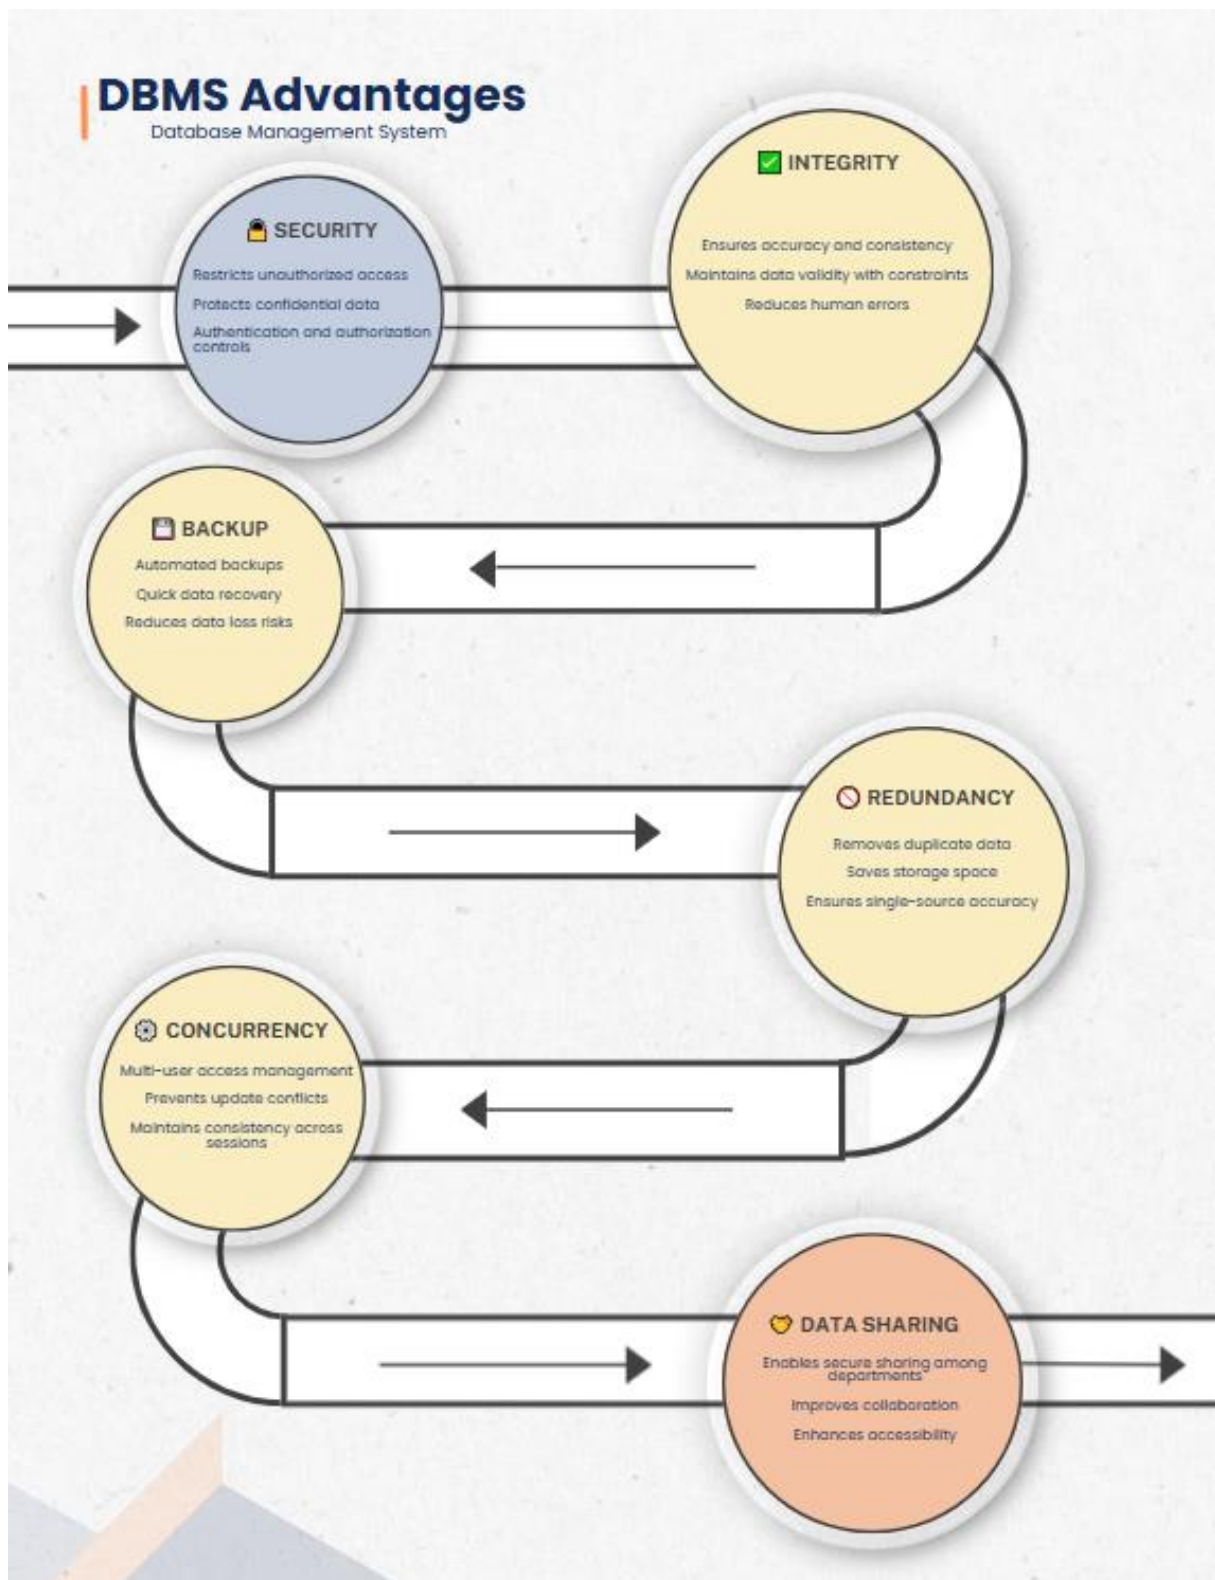 DBMS Advantages
Database Management System
🔒 SECURITY
Restricts unauthorized access
Protects confidential data
Authentication and authorization
controls
✅ INTEGRITY
Ensures accuracy and consistency
Maintains data validity with constraints
Reduces human errors
💾 BACKUP
Automated backups
Quick data recovery
Reduces data loss risks
🚫 REDUNDANCY
Removes duplicate data
Saves storage space
Ensures single-source accuracy
⚙ CONCURRENCY
Multi-user access management
Prevents update conflicts
Maintains consistency across
sessions
🤝 DATA SHARING
Enables secure sharing among
departments
Improves collaboration
Enhances accessibility